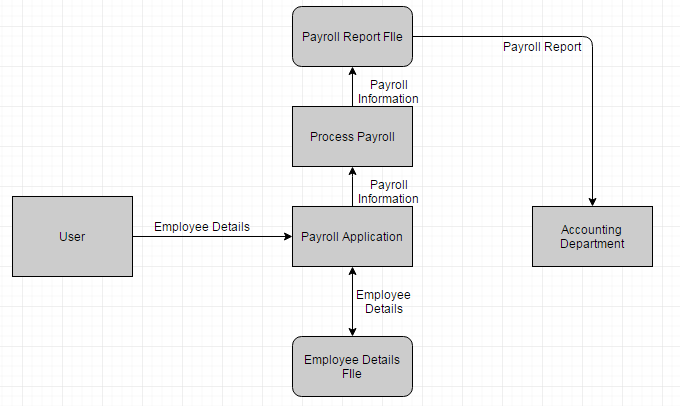 Payroll Report FIle
Payroll Report
Payroll
Information
Process Payroll
Payroll
Information
User
Employee Details
Payroll Application
Accounting
Department
Employee
Details
Employee Details
FIle